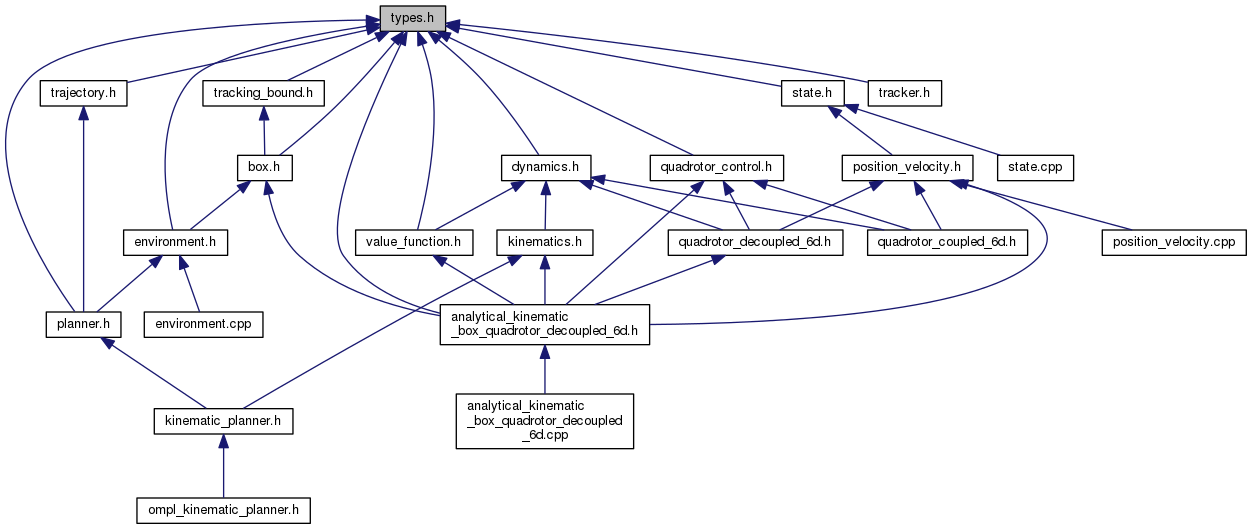 types.h
trajectory.h
tracking_bound.h
state.h
tracker.h
box.h
dynamics.h
quadrotor_control.h
position_velocity.h
state.cpp
environment.h
value_function.h
kinematics.h
quadrotor_decoupled_6d.h
quadrotor_coupled_6d.h
position_velocity.cpp
planner.h
environment.cpp
analytical_kinematic
_box_quadrotor_decoupled_6d.h
kinematic_planner.h
analytical_kinematic
_box_quadrotor_decoupled
_6d.cpp
ompl_kinematic_planner.h